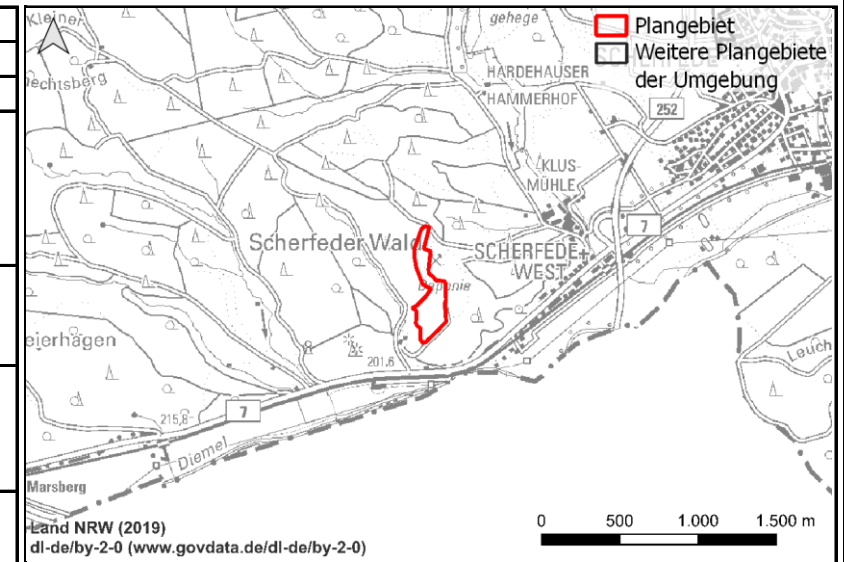 Kleiner
gehege
Plangebiet
Weitere Plangebiete
der Umgebung
SCHERFEDE
HARDEHAUSER
HAMMERHOF
252
KLUS-
MÜHLE
7
Scherfeder Wald
SCHERFEDE-
WEST
Deponie
201.6
215,8
7
Diemel
Leuch
Marsberg
Land NRW (2019)
dl-de/by-2-0 (www.govdata.de/dl-de/by-2-0)
0 500 1.000 1.500 m